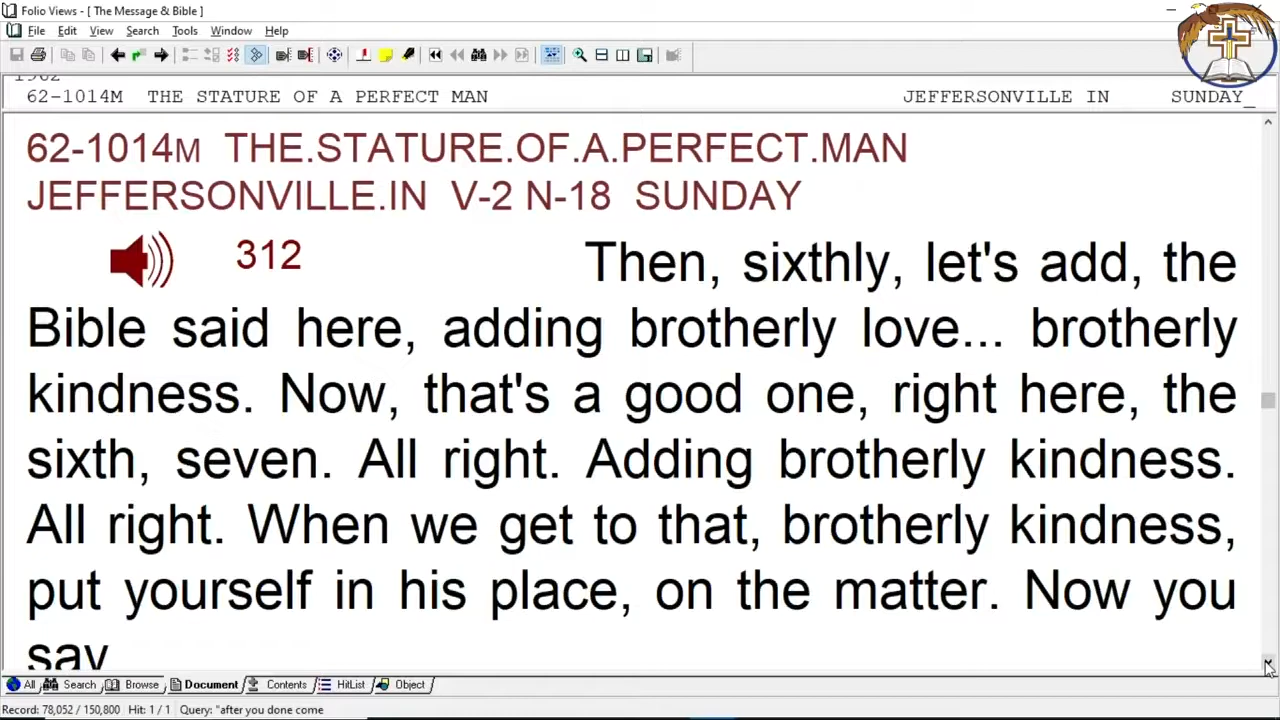 Folio Views - [ The Message & Bible ]
File Edit View Search Tools Window Help
1962
62-1014M THE STATURE OF A PERFECT MAN JEFFERSONVILLE IN SUNDAY_
62-1014M THE.STATURE.OF.A.PERFECT.MAN
JEFFERSONVILLE.IN V-2 N-18 SUNDAY
312 Then, sixthly, let's add, the
Bible said here, adding brotherly love... brotherly
kindness. Now, that's a good one, right here, the
sixth, seven. All right. Adding brotherly kindness.
All right. When we get to that, brotherly kindness,
put yourself in his place, on the matter. Now you
say
All Search Browse Document Contents HitList Object
Record: 78,052 / 150,800 Hit: 1 / 1 Query: "after you done come